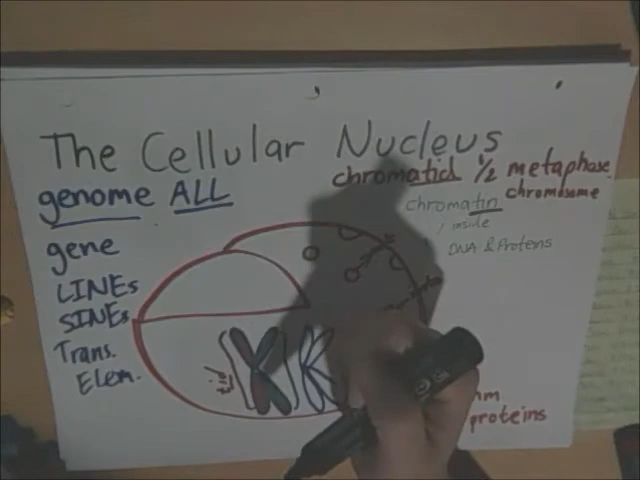 The Cellular Nucleus
genome ALL
chromatid 1/2 metaphase
chromosome
chromatin
inside
DNA & Proteins
gene
LINEs
SINEs
Trans.
Elem.
tid
proteins